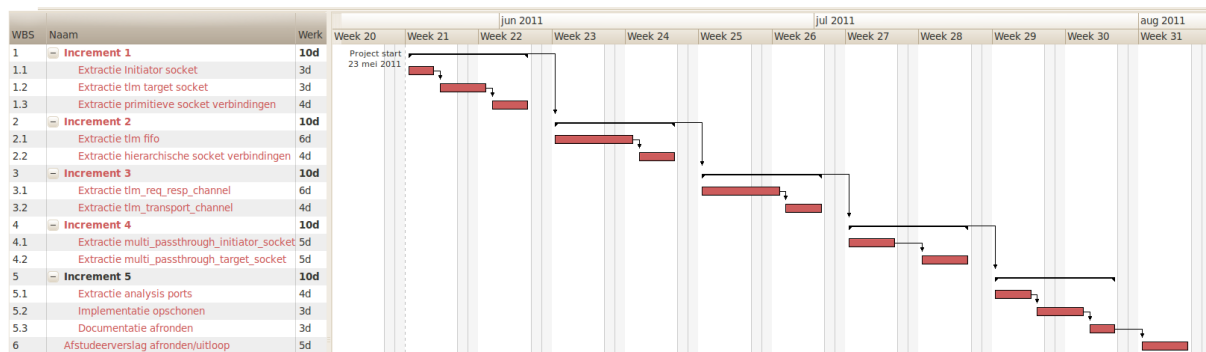 jun 2011 jul 2011 aug 2011
WBS Naam Werk Week 20 Week 21 Week 22 Week 23 Week 24 Week 25 Week 26 Week 27 Week 28 Week 29 Week 30 Week 31
1 Increment 1 10d Project start
23 mei 2011
1.1 Extractie Initiator socket 3d
1.2 Extractie tlm target socket 3d
1.3 Extractie primitieve socket verbindingen 4d
2 Increment 2 10d
2.1 Extractie tlm fifo 6d
2.2 Extractie hierarchische socket verbindingen 4d
3 Increment 3 10d
3.1 Extractie tlm_req_resp_channel 6d
3.2 Extractie tlm_transport_channel 4d
4 Increment 4 10d
4.1 Extractie multi_passthrough_initiator_socket 5d
4.2 Extractie multi_passthrough_target_socket 5d
5 Increment 5 10d
5.1 Extractie analysis ports 4d
5.2 Implementatie opschonen 3d
5.3 Documentatie afronden 3d
6 Afstudeerverslag afronden/uitloop 5d